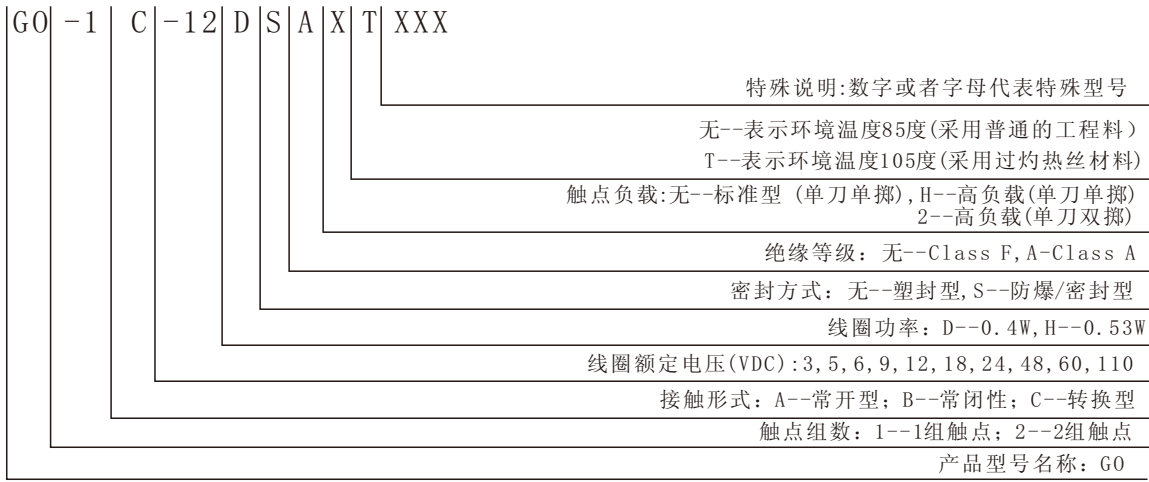 GO -1 C -12 D S A X T XXX
特殊说明:数字或者字母代表特殊型号
无--表示环境温度85度(采用普通的工程料)
T--表示环境温度105度(采用过灼热丝材料)
触点负载:无--标准型 (单刀单掷),H--高负载(单刀单掷)
2--高负载(单刀双掷)
绝缘等级：无--Class F,A-Class A
密封方式：无--塑封型,S--防爆/密封型
线圈功率：D--0.4W,H--0.53W
线圈额定电压(VDC):3,5,6,9,12,18,24,48,60,110
接触形式：A--常开型；B--常闭性；C--转换型
触点组数：1--1组触点；2--2组触点
产品型号名称：GO